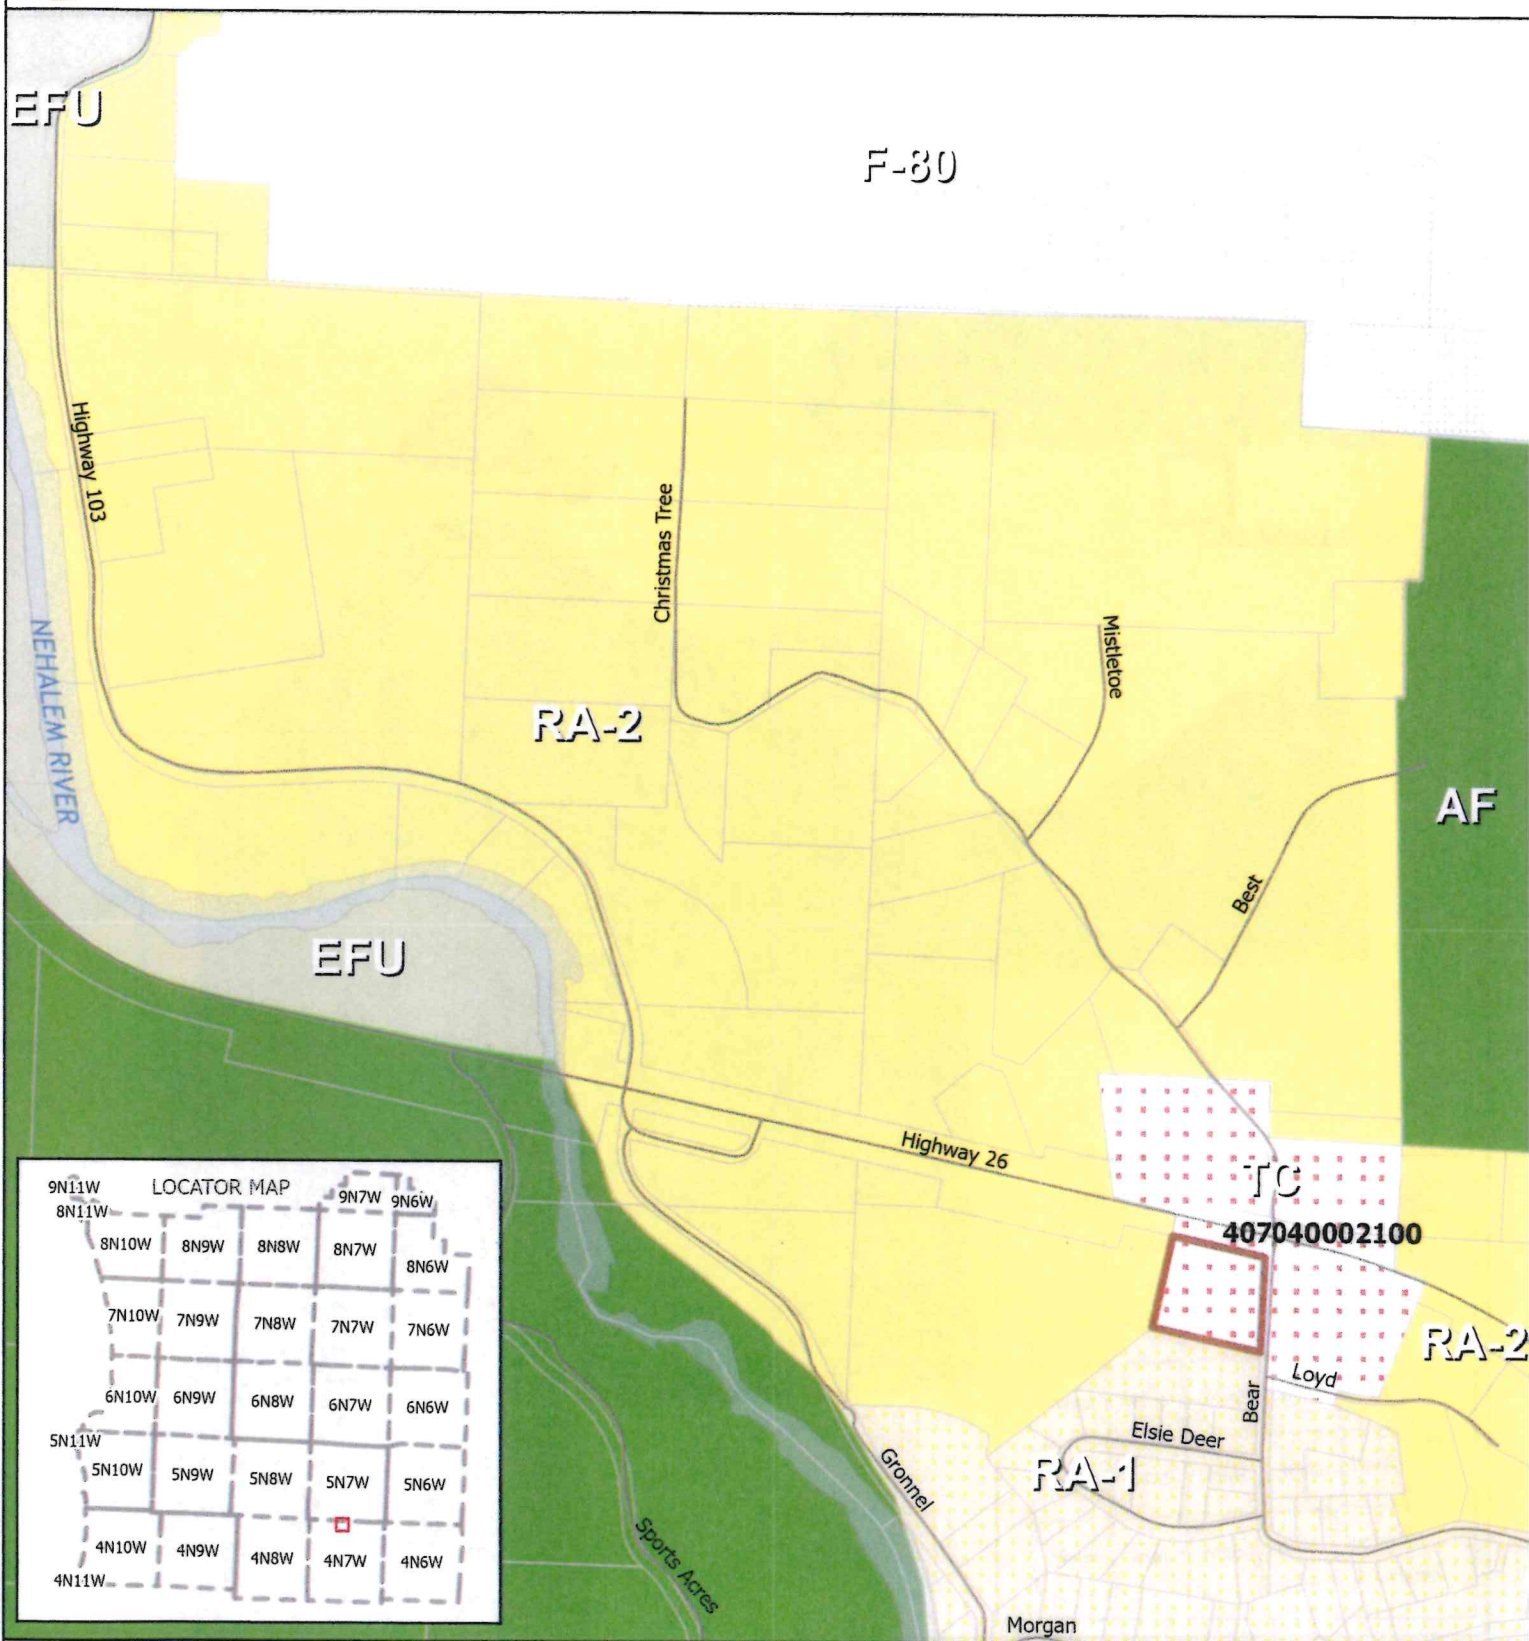 EFU
F-80
Highway 103
Christmas Tree
Mistletoe
NEHALEM RIVER
RA-2
AF
Best
EFU
Highway 26
TC
407040002100
RA-2
Loyd
Bear
Elsie Deer
RA-1
Gronnel
Sports Acres
Morgan
LOCATOR MAP
9N11W
9N7W
9N6W
8N11W
8N10W
8N9W
8N8W
8N7W
8N6W
7N10W
7N9W
7N8W
7N7W
7N6W
6N10W
6N9W
6N8W
6N7W
6N6W
5N11W
5N10W
5N9W
5N8W
5N7W
5N6W
4N10W
4N9W
4N8W
4N7W
4N6W
4N11W